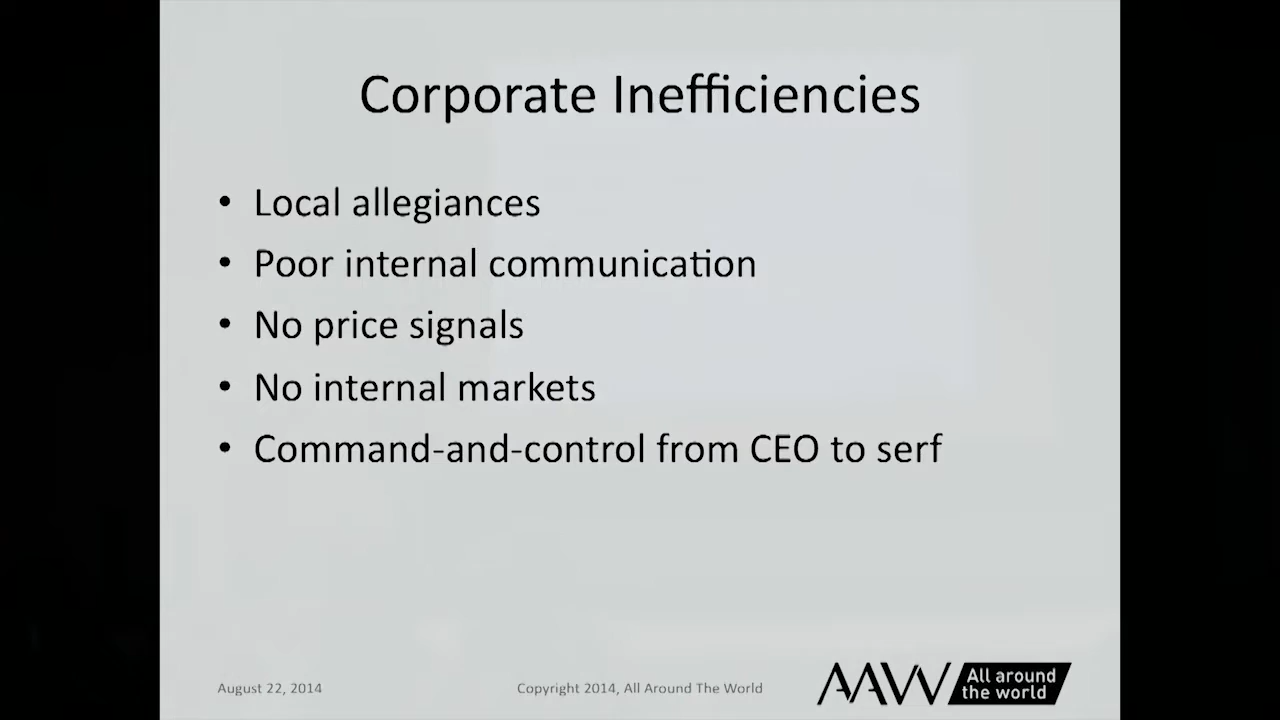 Corporate Inefficiencies
• Local allegiances
• Poor internal communication
• No price signals
• No internal markets
• Command-and-control from CEO to serf
August 22, 2014
Copyright 2014, All Around The World
AAW All around
the world